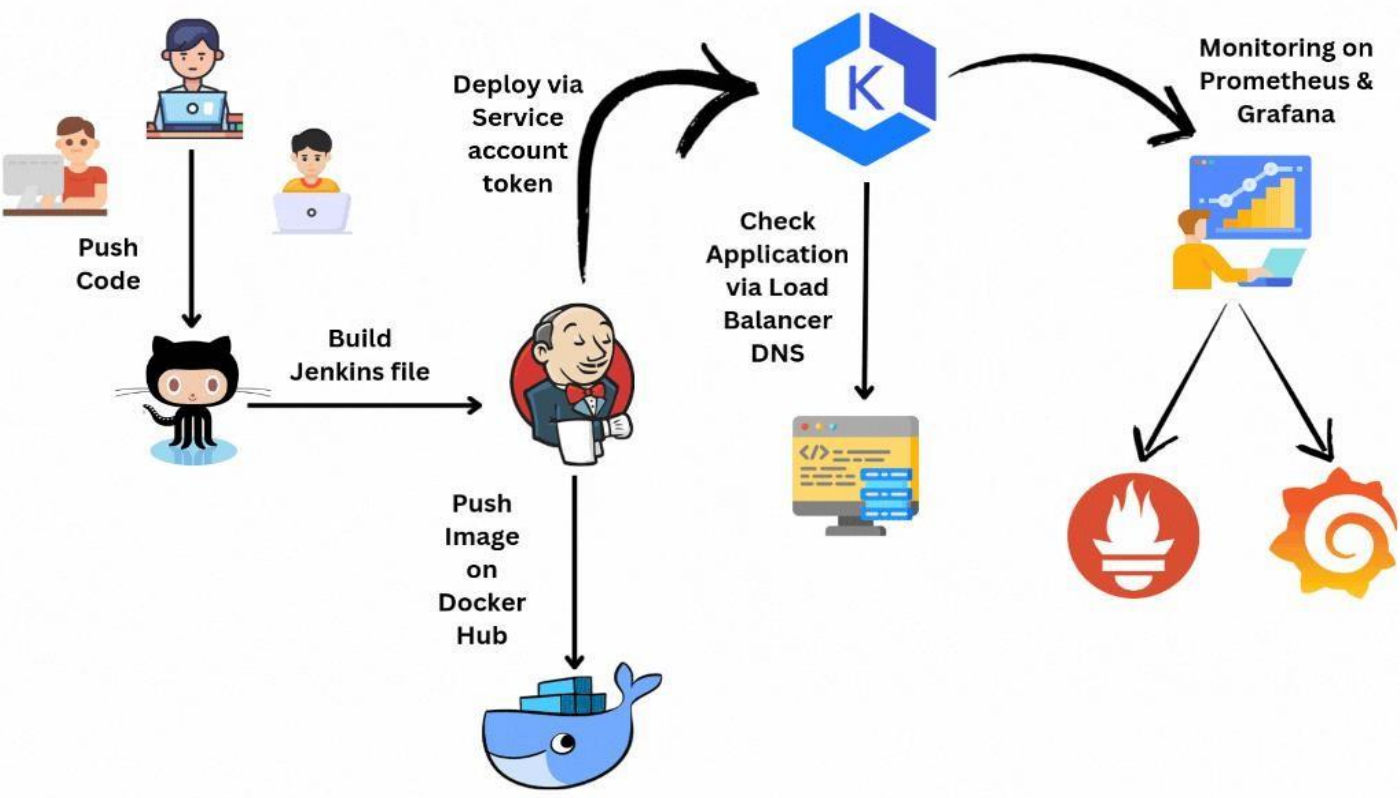 Push
Code
Build
Jenkins file
Push
Image
on
Docker
Hub
Deploy via
Service
account
token
K
Check
Application
via Load
Balancer
DNS
</>
Monitoring on
Prometheus &
Grafana